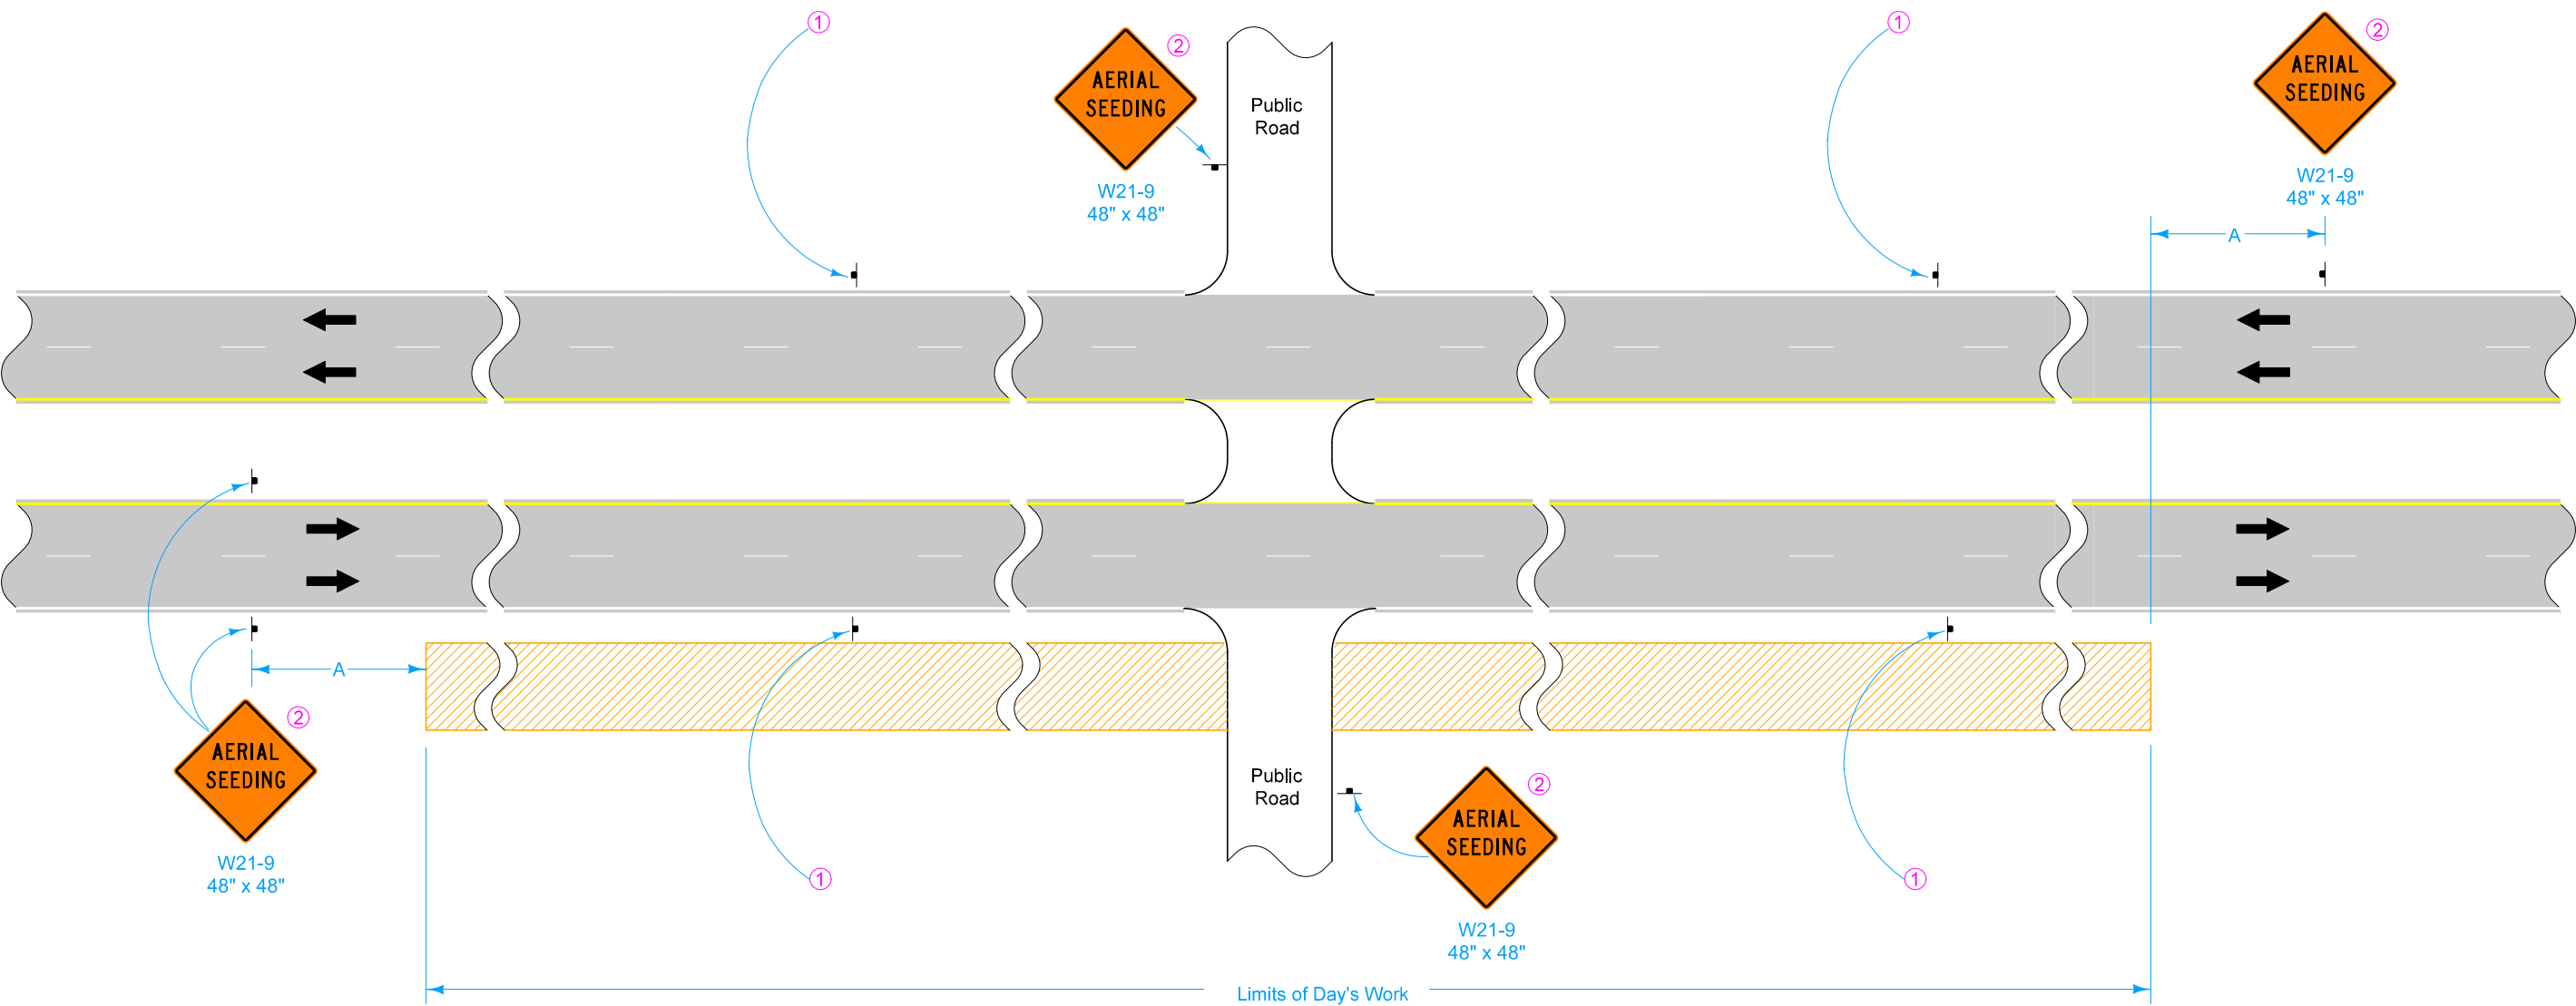 ①
②
AERIAL
SEEDING
W21-9
48" x 48"
Public
Road
①
②
AERIAL
SEEDING
W21-9
48" x 48"
A
A
②
AERIAL
SEEDING
W21-9
48" x 48"
①
Public
Road
②
AERIAL
SEEDING
W21-9
48" x 48"
①
Limits of Day's Work